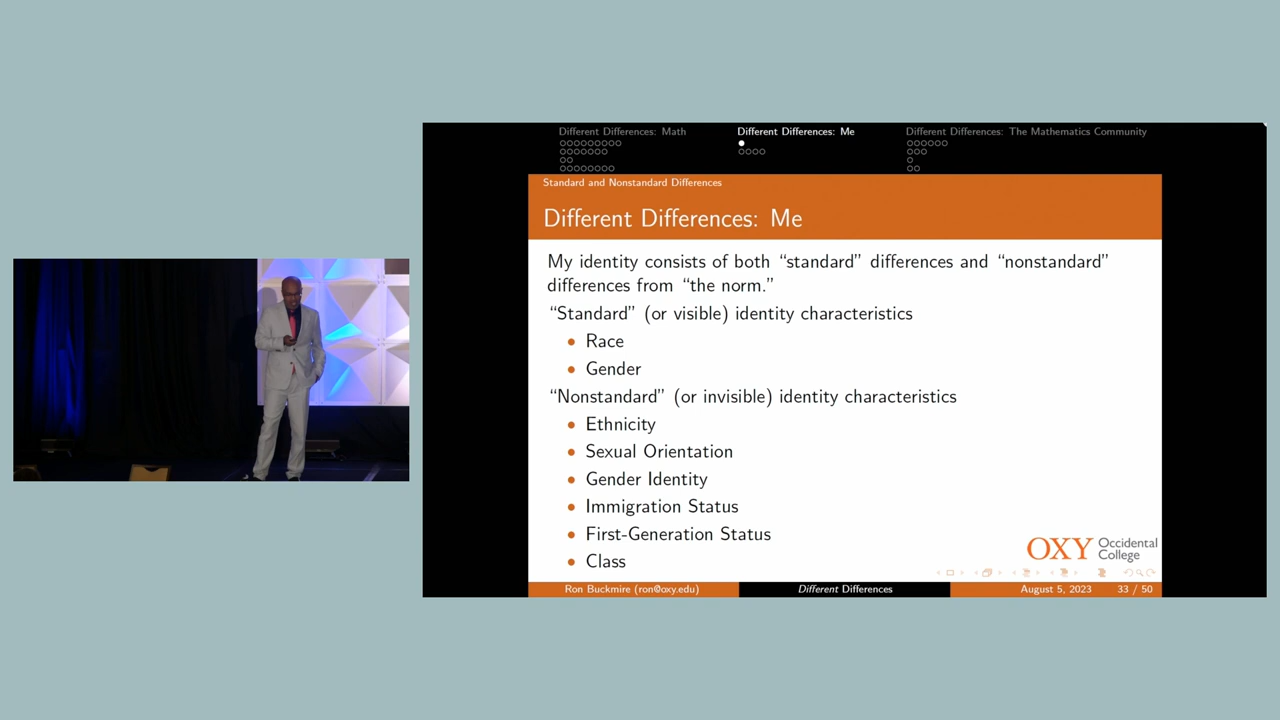 Different Differences: Math
Different Differences: Me
Different Differences: The Mathematics Community
Standard and Nonstandard Differences
Different Differences: Me
My identity consists of both “standard” differences and “nonstandard”
differences from “the norm.”
“Standard” (or visible) identity characteristics
• Race
• Gender
“Nonstandard” (or invisible) identity characteristics
• Ethnicity
• Sexual Orientation
• Gender Identity
• Immigration Status
• First-Generation Status
• Class
OXY Occidental
College
Ron Buckmire (ron@oxy.edu)
Different Differences
August 5, 2023
33 / 50